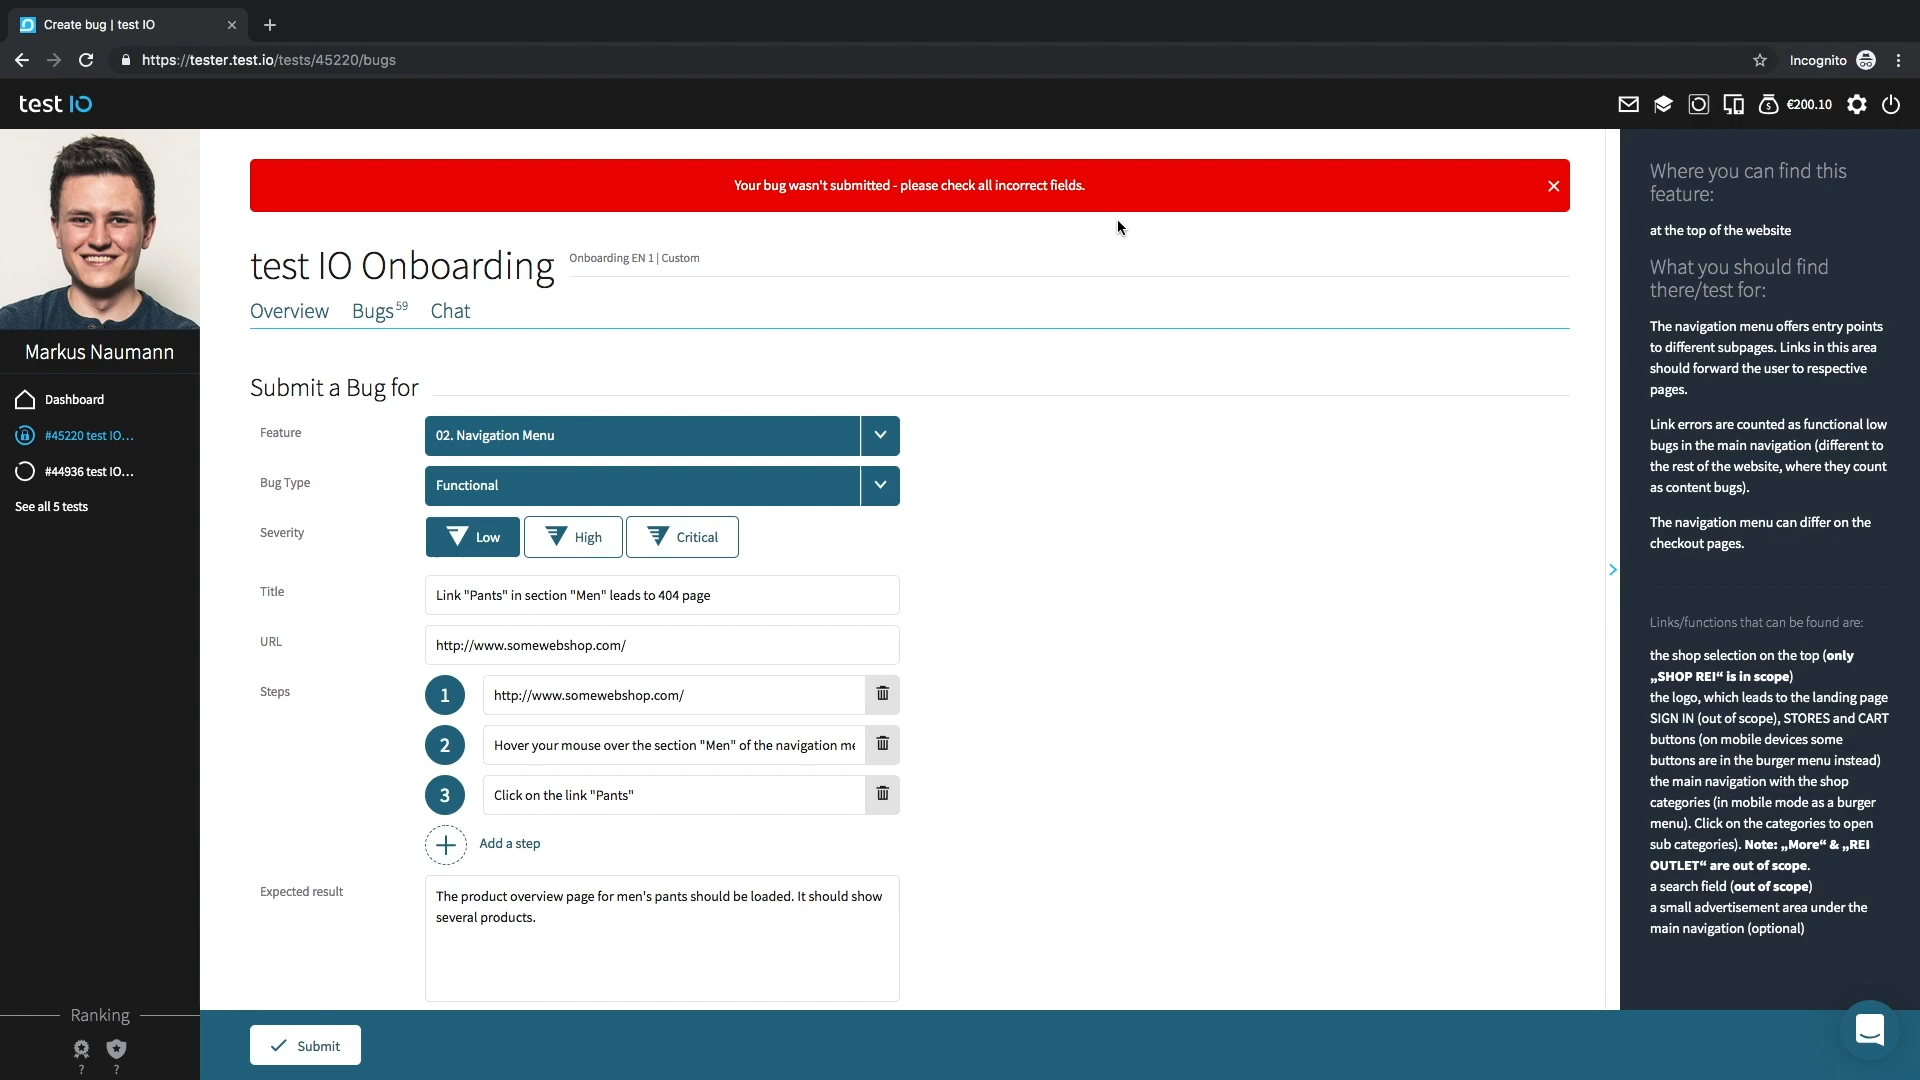 Create bug | test IO
https://tester.test.io/tests/45220/bugs
Incognito
test IO
€200.10
Your bug wasn't submitted - please check all incorrect fields.
test IO Onboarding
Onboarding EN 1 | Custom
Overview
Bugs 59
Chat
Markus Naumann
Dashboard
#45220 test IO...
#44936 test IO...
See all 5 tests
Ranking
?
?
Submit a Bug for
Feature
02. Navigation Menu
Bug Type
Functional
Severity
Low
High
Critical
Title
Link "Pants" in section "Men" leads to 404 page
URL
http://www.somewebshop.com/
Steps
1
http://www.somewebshop.com/
2
Hover your mouse over the section "Men" of the navigation me
3
Click on the link "Pants"
Add a step
Expected result
The product overview page for men's pants should be loaded. It should show
several products.
Submit
Where you can find this
feature:
at the top of the website
What you should find
there/test for:
The navigation menu offers entry points
to different subpages. Links in this area
should forward the user to respective
pages.
Link errors are counted as functional low
bugs in the main navigation (different to
the rest of the website, where they count
as content bugs).
The navigation menu can differ on the
checkout pages.
Links/functions that can be found are:
the shop selection on the top (only
„SHOP REI“ is in scope)
the logo, which leads to the landing page
SIGN IN (out of scope), STORES and CART
buttons (on mobile devices some
buttons are in the burger menu instead)
the main navigation with the shop
categories (in mobile mode as a burger
menu). Click on the categories to open
sub categories). Note: „More“ & „REI
OUTLET“ are out of scope.
a search field (out of scope)
a small advertisement area under the
main navigation (optional)